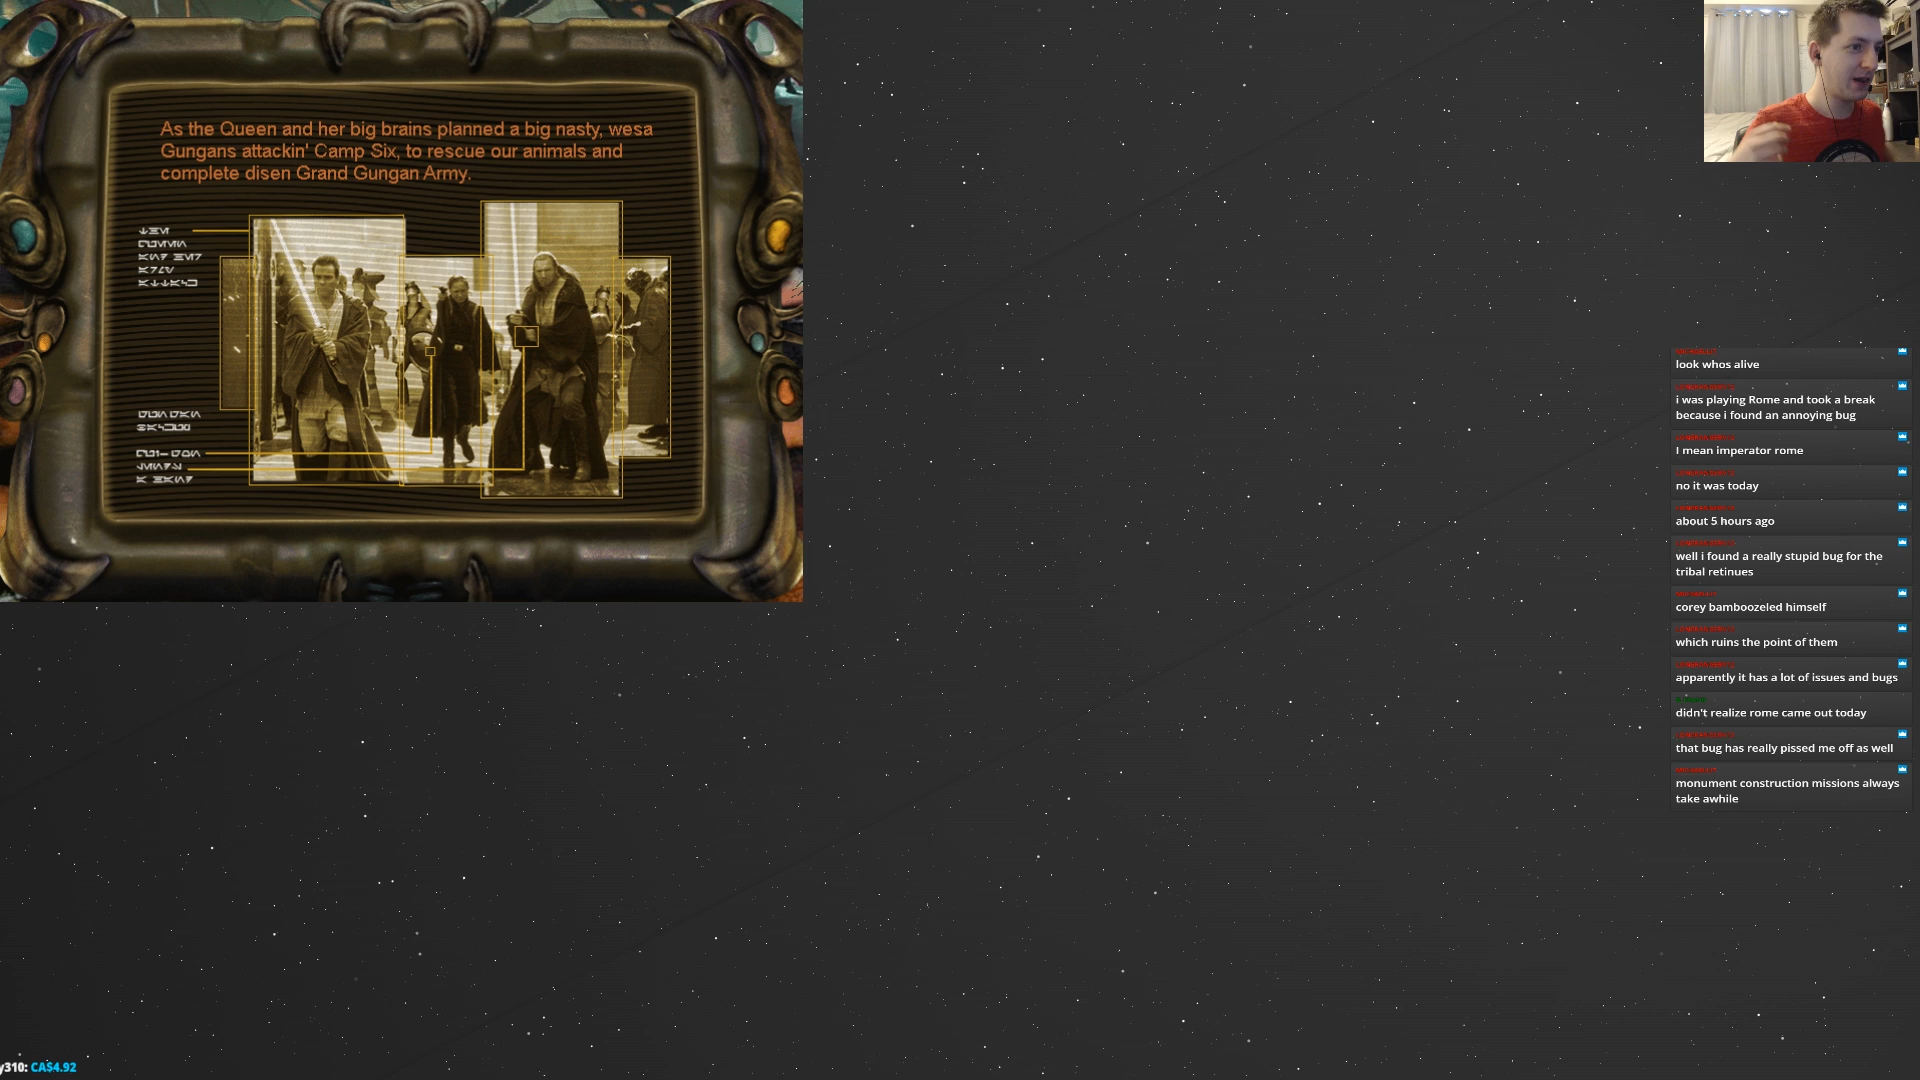 As the Queen and her big brains planned a big nasty, wesa
Gungans attackin' Camp Six, to rescue our animals and
complete disen Grand Gungan Army.
look whos alive
i was playing Rome and took a break
because i found an annoying bug
I mean imperator rome
no it was today
about 5 hours ago
well i found a really stupid bug for the
tribal retinues
corey bamboozeled himself
which ruins the point of them
apparently it has a lot of issues and bugs
didn't realize rome came out today
that bug has really pissed me off as well
monument construction missions always
take awhile
y310: CA$4.92